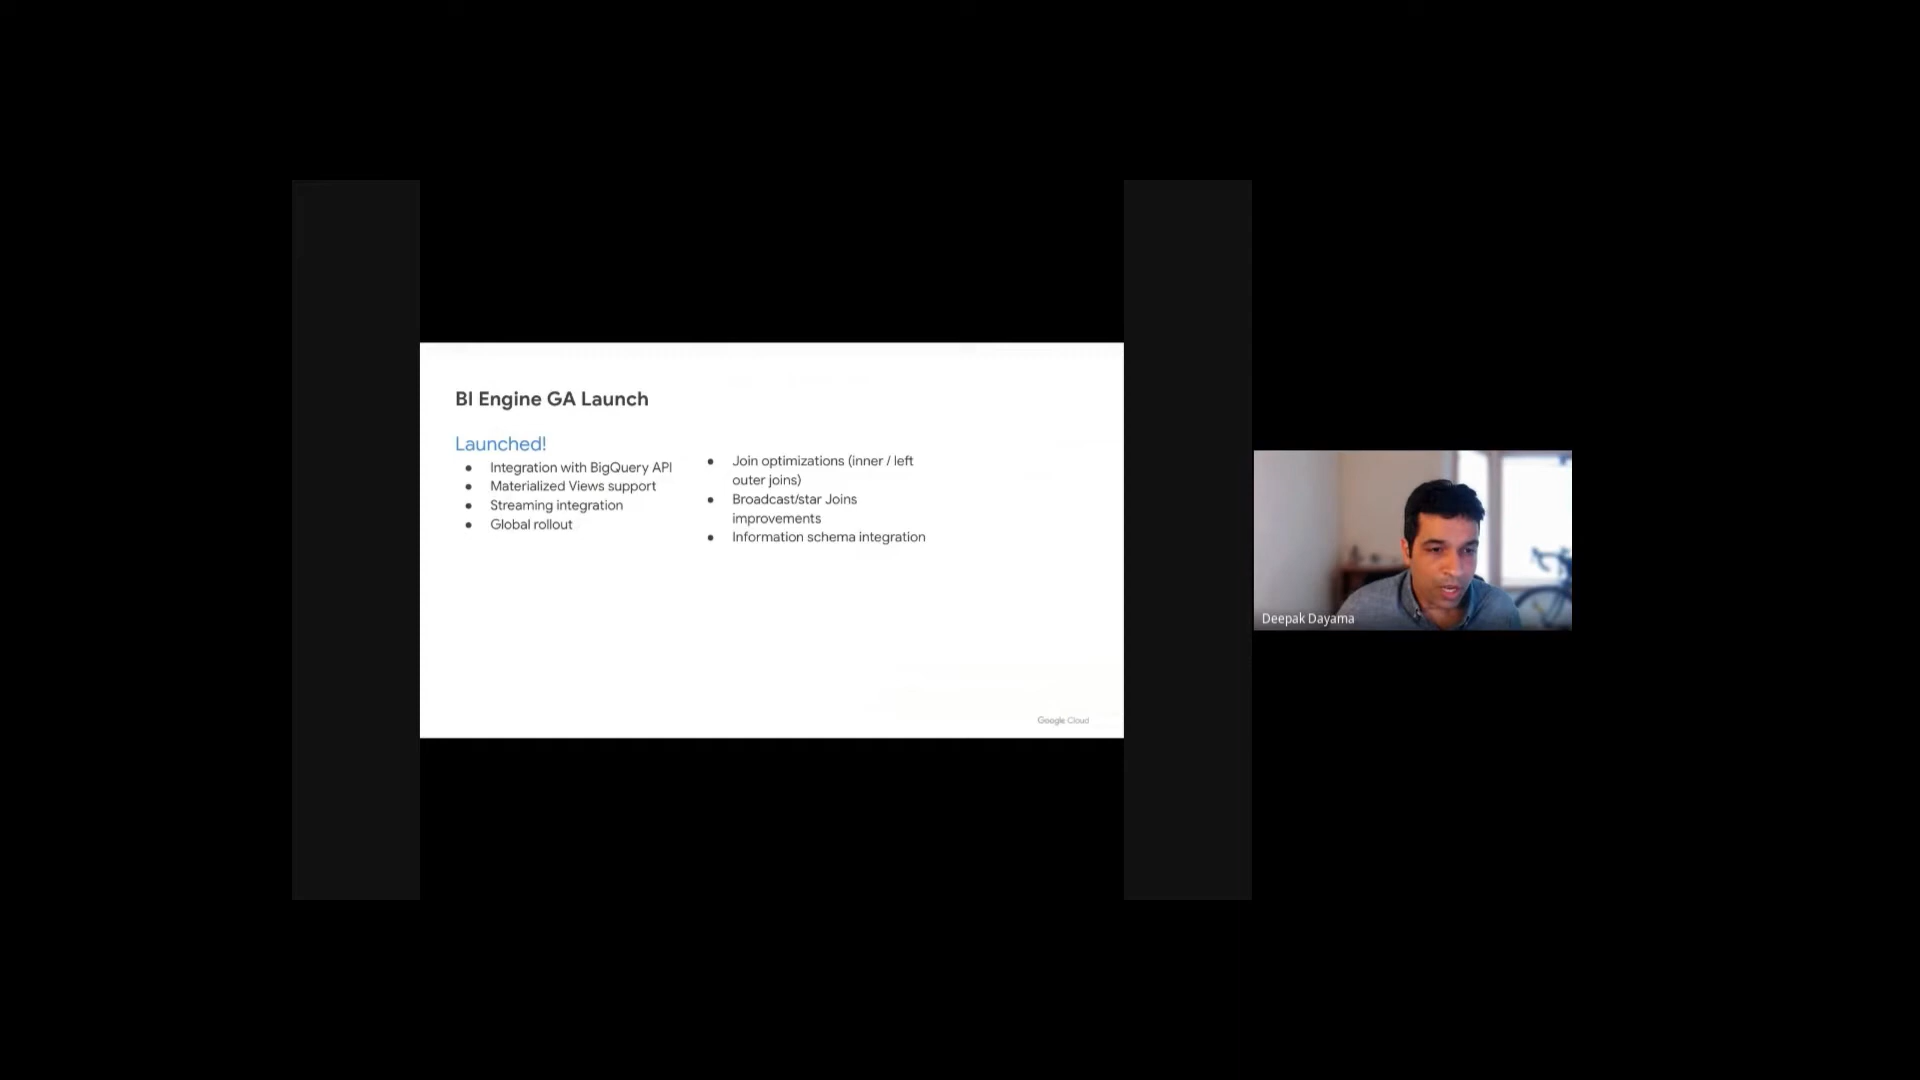 BI Engine GA Launch
Launched!
Integration with BigQuery API
Materialized Views support
Streaming integration
Global rollout
Join optimizations (inner / left
outer joins)
Broadcast/star Joins
improvements
Information schema integration
Google Cloud
Deepak Dayama